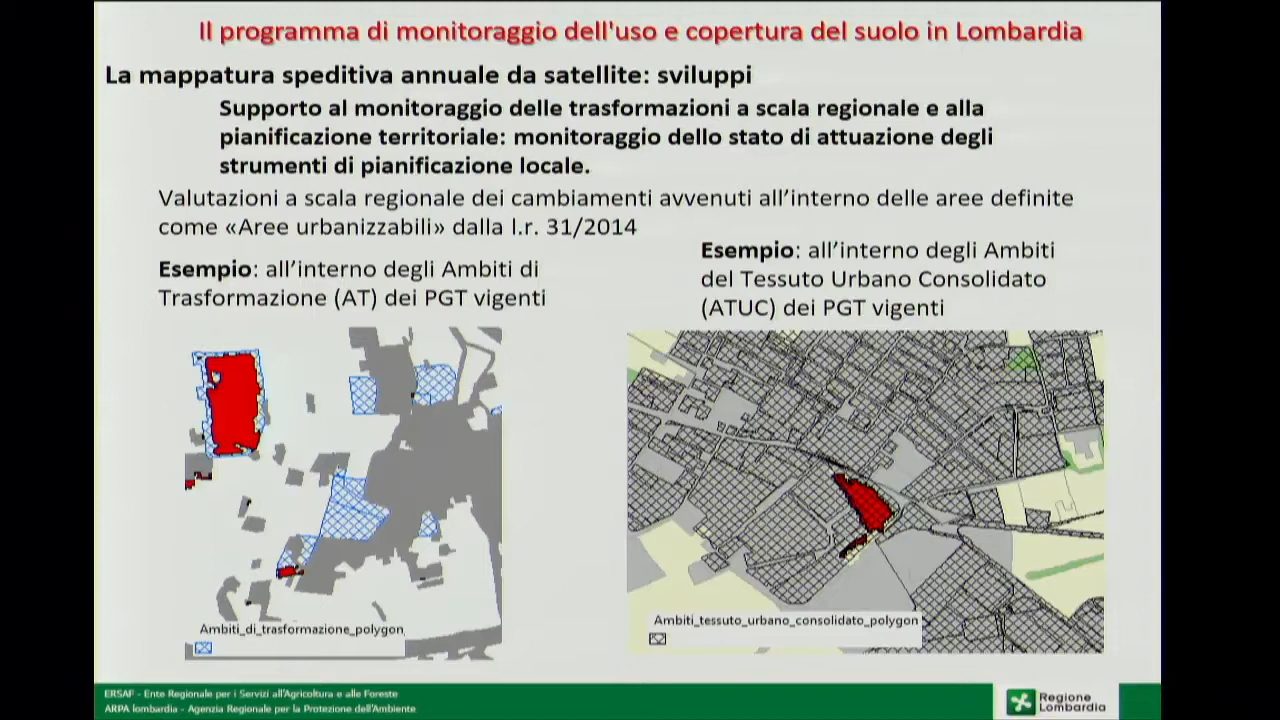 Il programma di monitoraggio dell'uso e copertura del suolo in Lombardia
La mappatura speditiva annuale da satellite: sviluppi
Supporto al monitoraggio delle trasformazioni a scala regionale e alla
pianificazione territoriale: monitoraggio dello stato di attuazione degli
strumenti di pianificazione locale.
Valutazioni a scala regionale dei cambiamenti avvenuti all’interno delle aree definite
come «Aree urbanizzabili» dalla l.r. 31/2014
Esempio: all’interno degli Ambiti di
Trasformazione (AT) dei PGT vigenti
Esempio: all’interno degli Ambiti
del Tessuto Urbano Consolidato
(ATUC) dei PGT vigenti
Ambiti_di_trasformazione_polygon
Ambiti_tessuto_urbano_consolidato_polygon
ERSAF - Ente Regionale per i Servizi all'Agricoltura e alle Foreste
ARPA lombardia - Agenzia Regionale per la Protezione dell'Ambiente
Regione
Lombardia